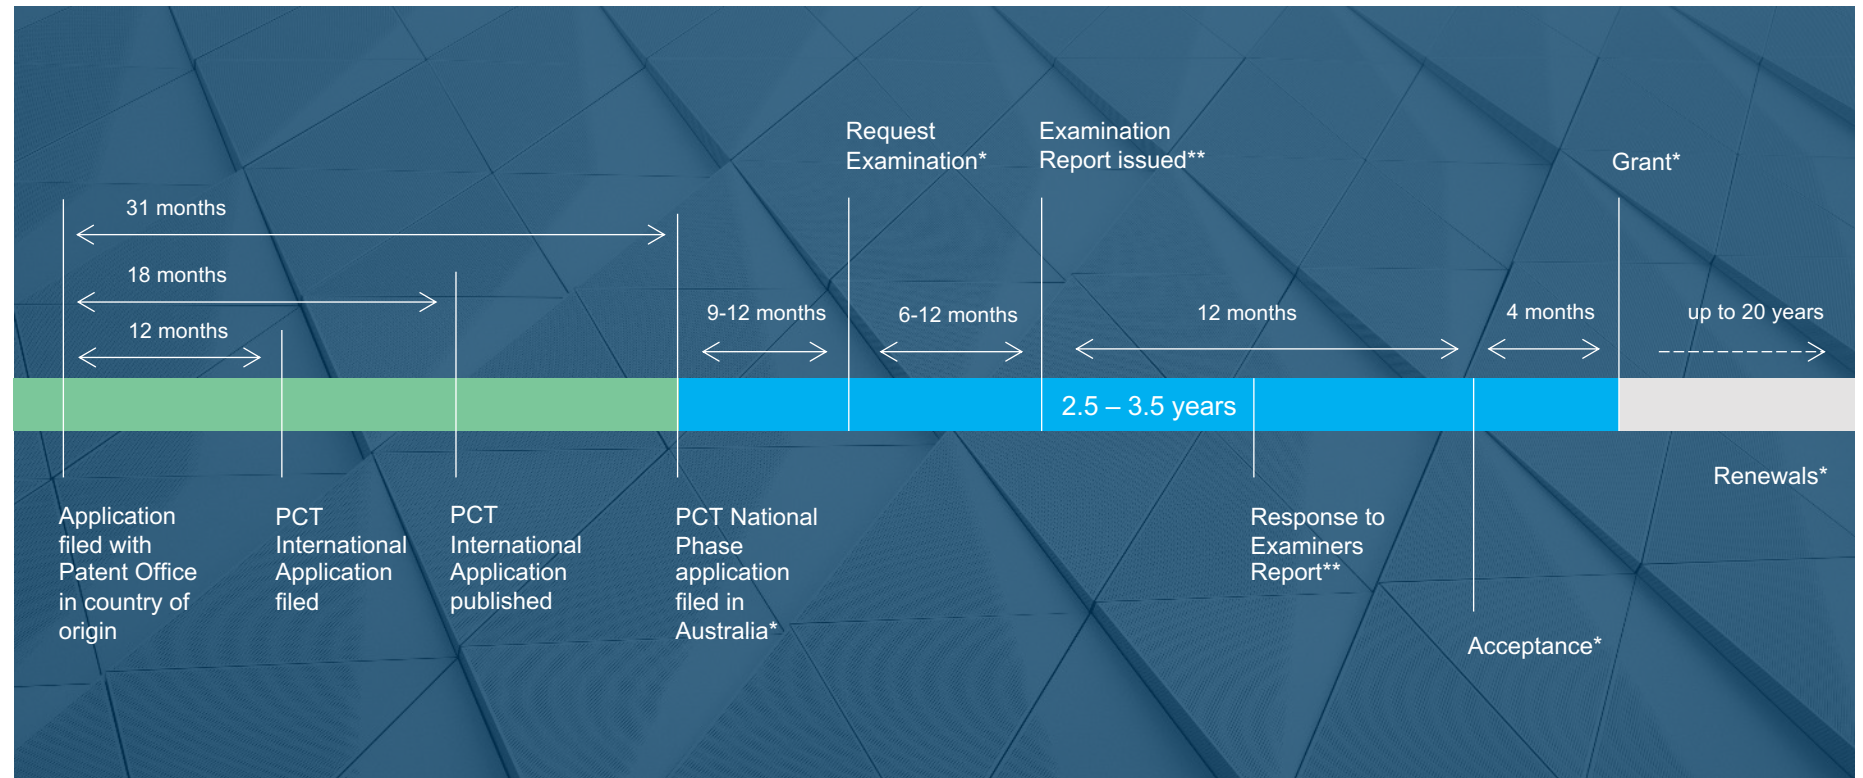 Request
Examination*
Examination
Report issued**
Grant*
31 months
18 months
12 months
9-12 months
6-12 months
12 months
4 months
up to 20 years
2.5 – 3.5 years
Application
filed with
Patent Office
in country of
origin
PCT
International
Application
filed
PCT
International
Application
published
PCT National
Phase
application
filed in
Australia*
Response to
Examiners
Report**
Acceptance*
Renewals*